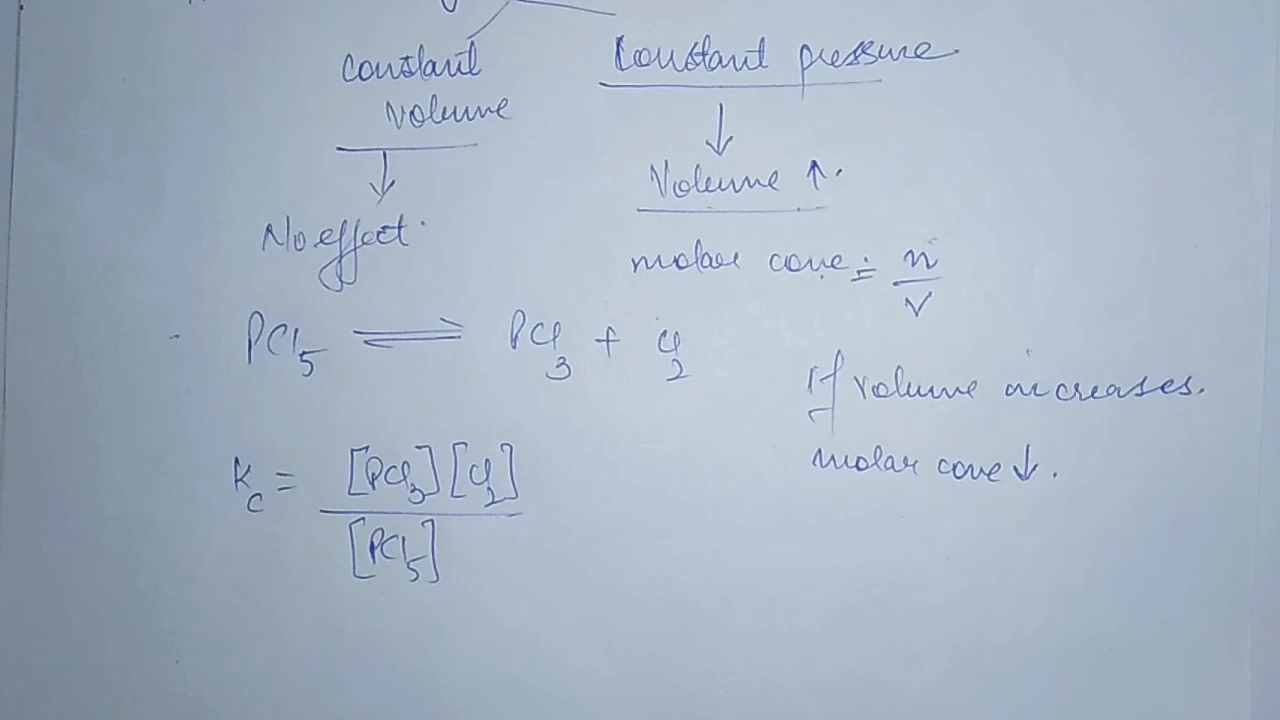 Constant
Volume
Constant pressure
Volume ↑.
No effect.
molar conc = n/V
PCl5 ⇌ PCl3 + Cl2
If volume increases.
molar conc ↓.
Kc = [PCl3][Cl2]/[PCl5]